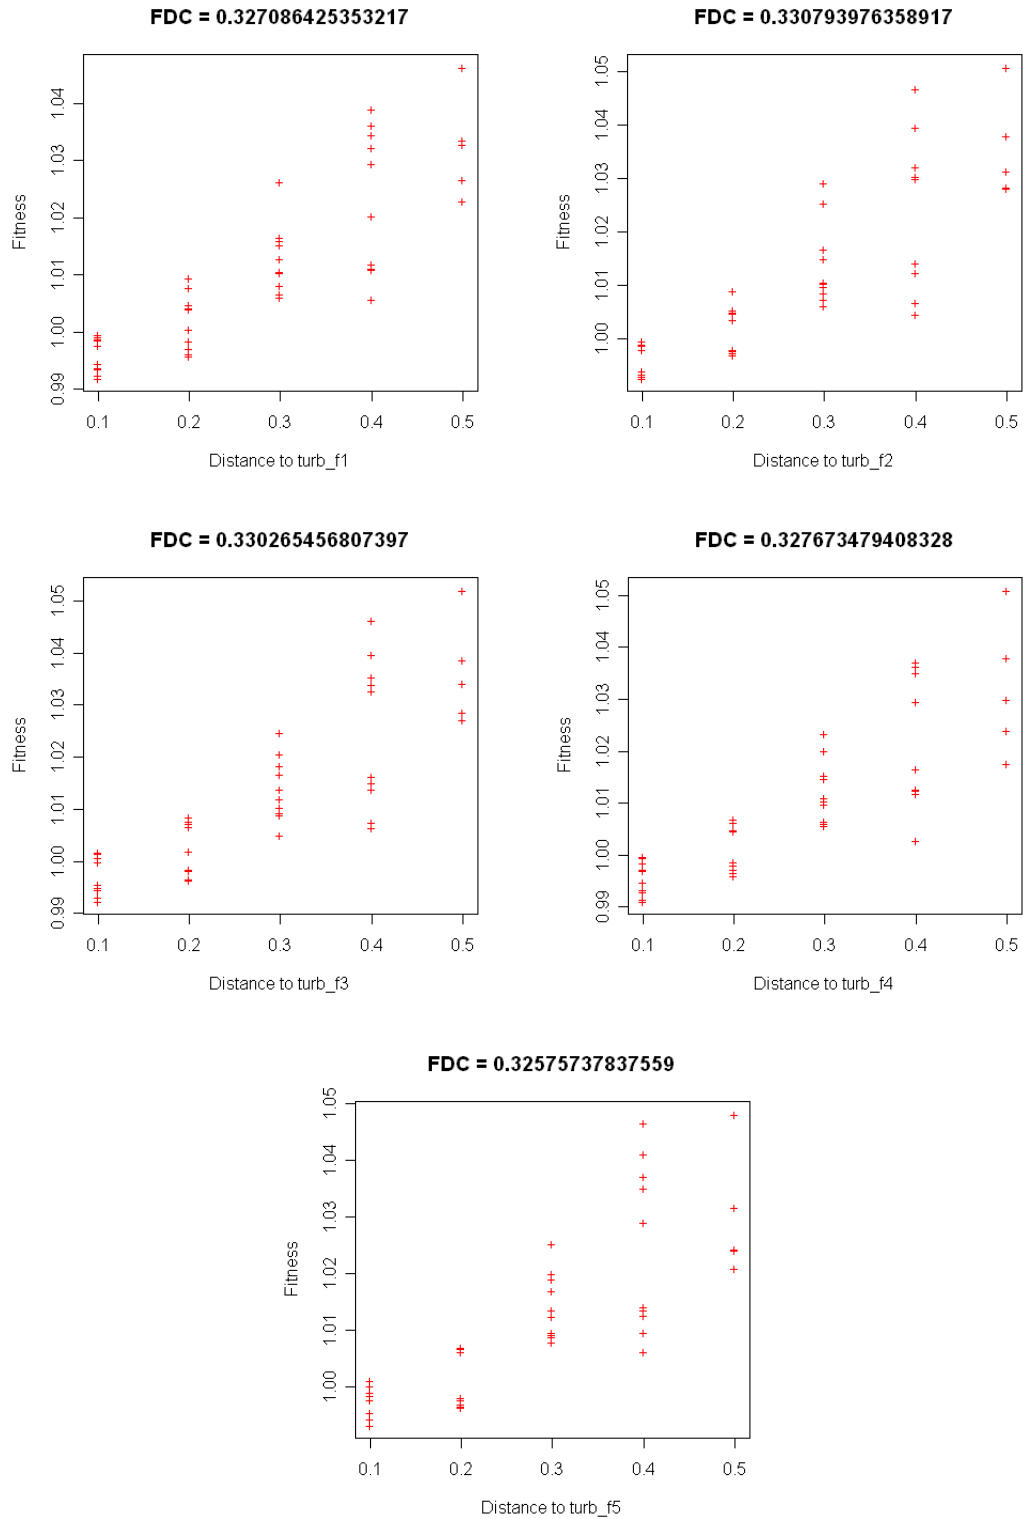 FDC = 0.327086425353217
FDC = 0.330793976358917
Fitness
1.04
1.03
1.02
1.01
1.00
0.99
0.1 0.2 0.3 0.4 0.5
Distance to turb_f1
Fitness
1.05
1.04
1.03
1.02
1.01
1.00
0.1 0.2 0.3 0.4 0.5
Distance to turb_f2
FDC = 0.330265456807397
FDC = 0.327673479408328
Fitness
1.05
1.04
1.03
1.02
1.01
1.00
0.99
0.1 0.2 0.3 0.4 0.5
Distance to turb_f3
Fitness
1.05
1.04
1.03
1.02
1.01
1.00
0.99
0.1 0.2 0.3 0.4 0.5
Distance to turb_f4
FDC = 0.32575737837559
Fitness
1.05
1.04
1.03
1.02
1.01
1.00
0.1 0.2 0.3 0.4 0.5
Distance to turb_f5